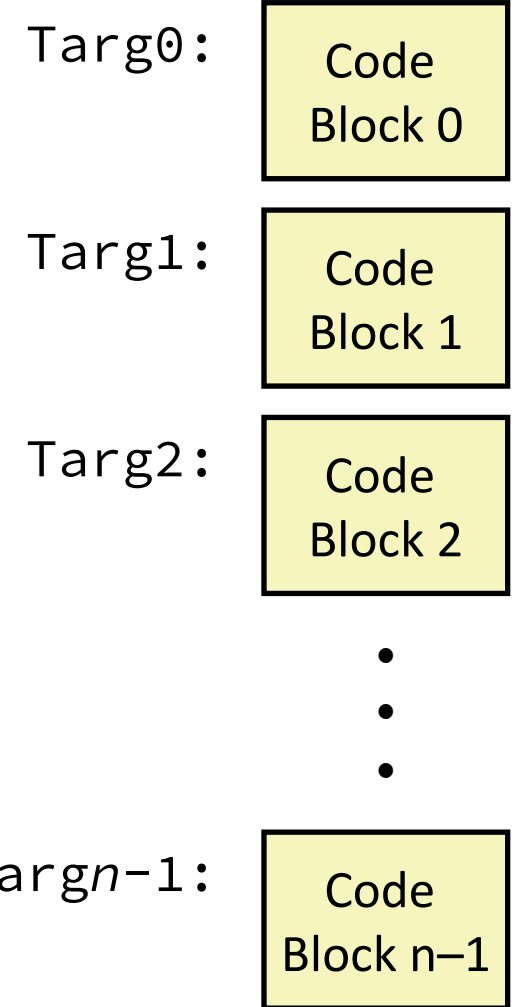 Targ0:
Code
Block 0
Targ1:
Code
Block 1
Targ2:
Code
Block 2
argn-1:
Code
Block n–1